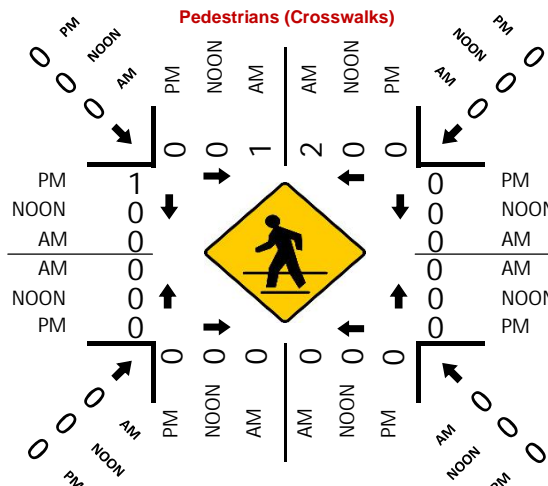 Pedestrians (Crosswalks)
0 0 0
PM NOON AM
PM NOON AM AM NOON PM
PM NOON AM
0 0 0
0 0 1 2 0 0
PM 1 0 PM
NOON 0 0 NOON
AM 0 0 AM
AM 0 0 AM
NOON 0 0 NOON
PM 0 0 PM
0 0 0 0 0 0
PM NOON AM AM NOON PM
0 0 0
AM NOON PM
AM NOON PM
0 0 0